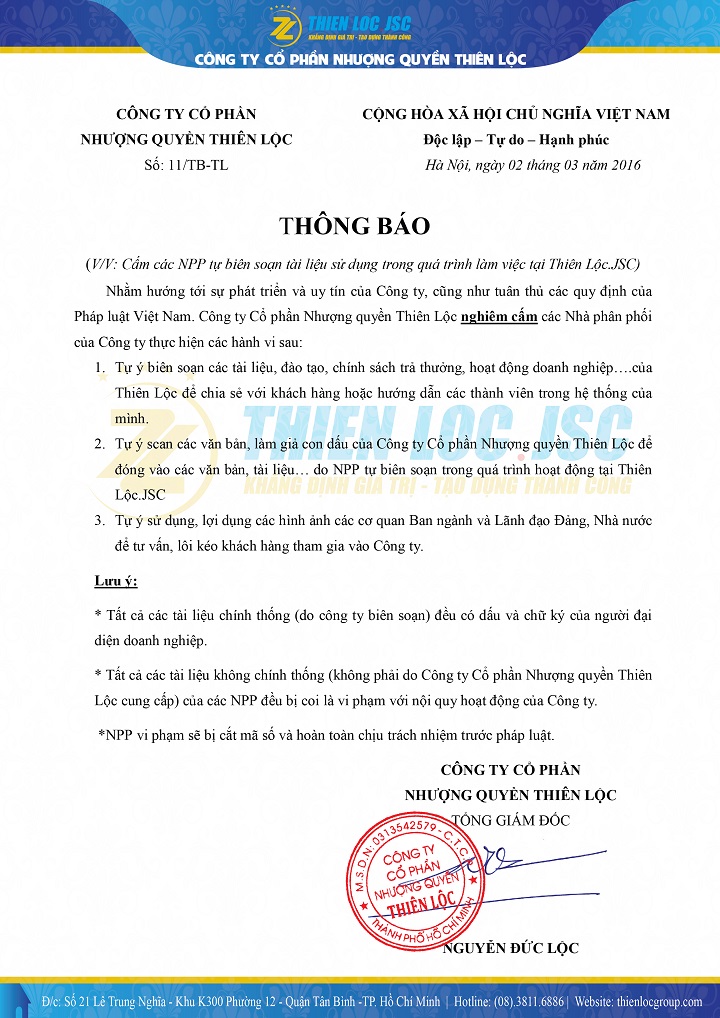 THIEN LOC JSC
KHẲNG ĐỊNH GIÁ TRỊ - TẠO DỰNG THÀNH CÔNG
CÔNG TY CỔ PHẦN NHƯỢNG QUYỀN THIÊN LỘC
CÔNG TY CỔ PHẦN
NHƯỢNG QUYỀN THIÊN LỘC
Số: 11/TB-TL
CỘNG HÒA XÃ HỘI CHỦ NGHĨA VIỆT NAM
Độc lập – Tự do – Hạnh phúc
Hà Nội, ngày 02 tháng 03 năm 2016
THÔNG BÁO
(V/V: Cấm các NPP tự biên soạn tài liệu sử dụng trong quá trình làm việc tại Thiên Lộc.JSC)
Nhằm hướng tới sự phát triển và uy tín của Công ty, cũng như tuân thủ các quy định của
Pháp luật Việt Nam. Công ty Cổ phần Nhượng quyền Thiên Lộc nghiêm cấm các Nhà phân phối
của Công ty thực hiện các hành vi sau:
1. Tự ý biên soạn các tài liệu, đào tạo, chính sách trả thưởng, hoạt động doanh nghiệp….của
Thiên Lộc để chia sẻ với khách hàng hoặc hướng dẫn các thành viên trong hệ thống của
mình.
2. Tự ý scan các văn bản, làm giả con dấu của Công ty Cổ phần Nhượng quyền Thiên Lộc để
đóng vào các văn bản, tài liệu… do NPP tự biên soạn trong quá trình hoạt động tại Thiên
Lộc.JSC
3. Tự ý sử dụng, lợi dụng các hình ảnh các cơ quan Ban ngành và Lãnh đạo Đảng, Nhà nước
để tư vấn, lôi kéo khách hàng tham gia vào Công ty.
THIEN LOC.JSC
KHẲNG ĐỊNH GIÁ TRỊ - TẠO DỰNG THÀNH CÔNG
Lưu ý:
* Tất cả các tài liệu chính thống (do công ty biên soạn) đều có dấu và chữ ký của người đại
diện doanh nghiệp.
* Tất cả các tài liệu không chính thống (không phải do Công ty Cổ phần Nhượng quyền Thiên
Lộc cung cấp) của các NPP đều bị coi là vi phạm với nội quy hoạt động của Công ty.
*NPP vi phạm sẽ bị cắt mã số và hoàn toàn chịu trách nhiệm trước pháp luật.
CÔNG TY CỔ PHẦN
NHƯỢNG QUYỀN THIÊN LỘC
TỔNG GIÁM ĐỐC
M.S.D.N: 0313542579 - C.T.C.P
CÔNG TY
CỔ PHẦN
NHƯỢNG QUYỀN
THIÊN LỘC
THÀNH PHỐ HỒ CHÍ MINH
NGUYỄN ĐỨC LỘC
Đ/c: Số 21 Lê Trung Nghĩa - Khu K300 Phường 12 - Quận Tân Bình -TP. Hồ Chí Minh | Hotline: (08).3811.6886 | Website: thienlocgroup.com